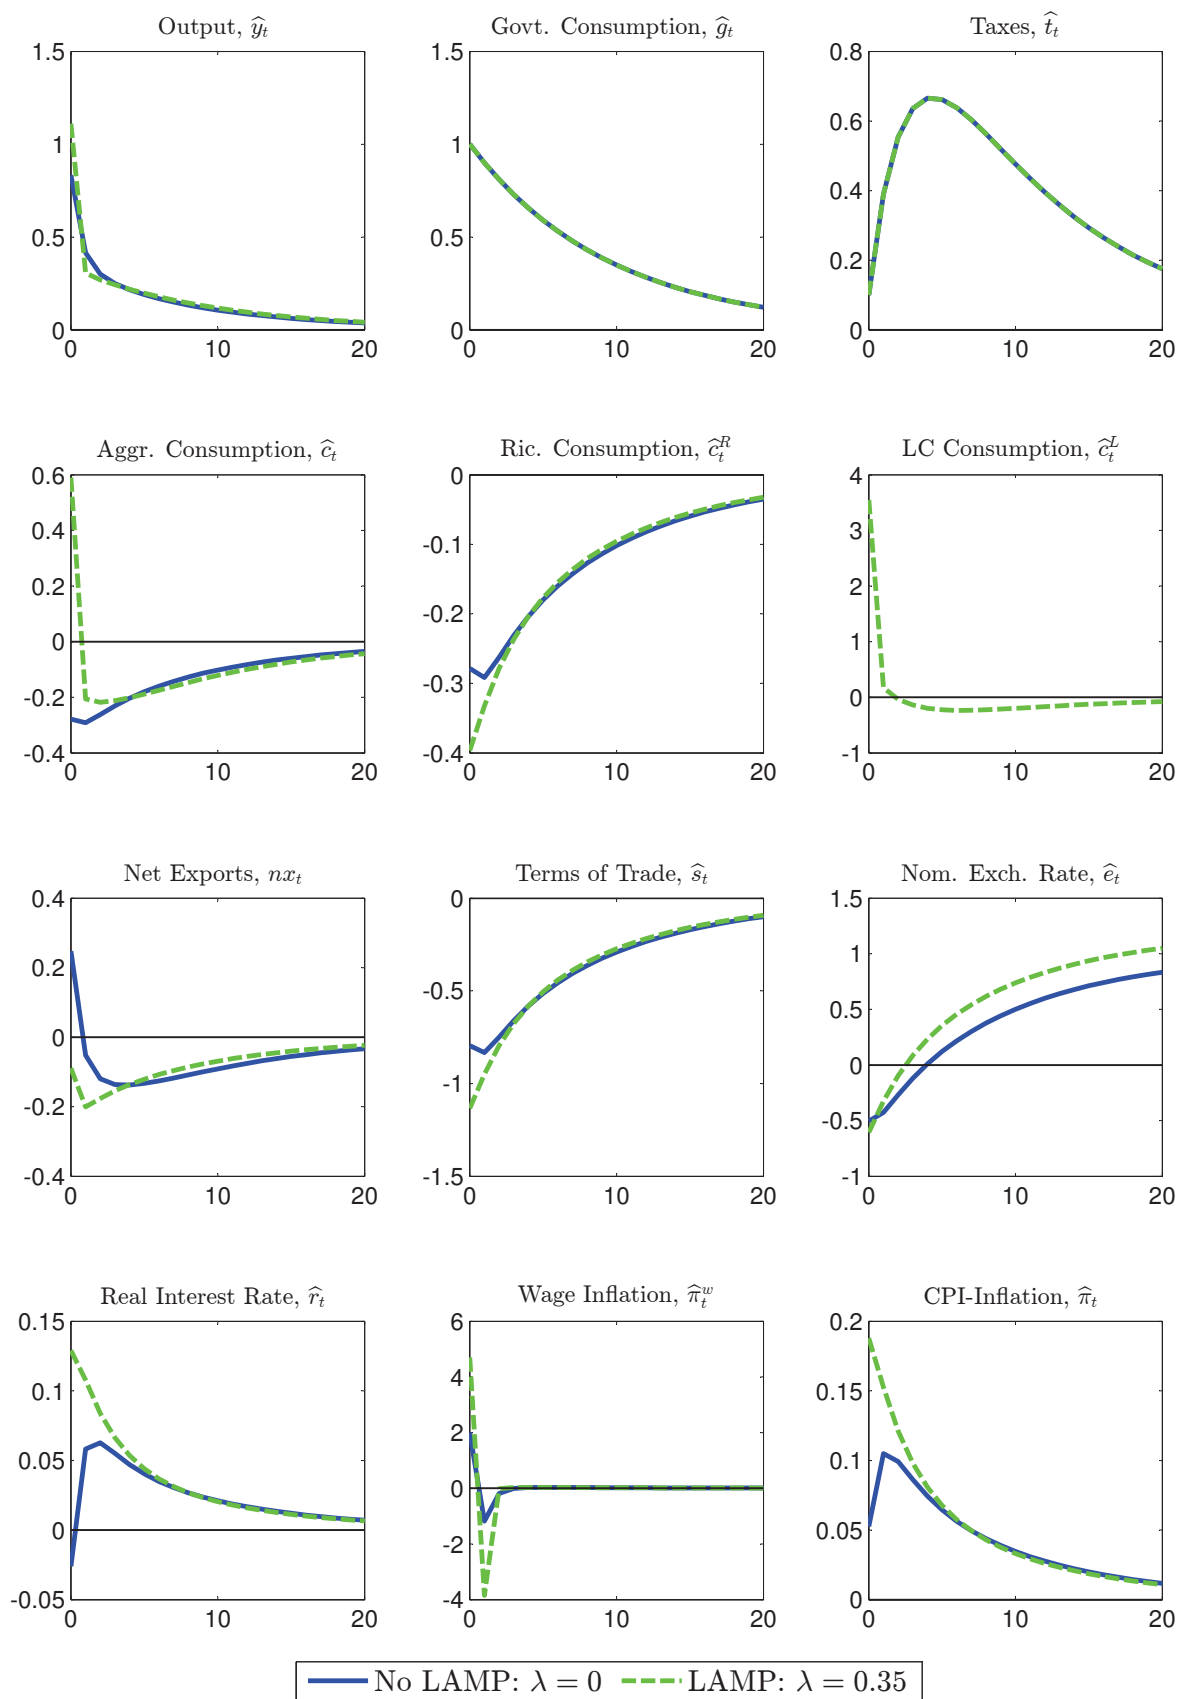 Output, ŷt
Govt. Consumption, ĝt
Taxes, t̂t
1.5
1
0.5
0
0 10 20
1.5
1
0.5
0
0 10 20
0.8
0.6
0.4
0.2
0
0 10 20
Aggr. Consumption, ĉt
Ric. Consumption, ĉt^R
LC Consumption, ĉt^L
0.6
0.4
0.2
0
-0.2
-0.4
0 10 20
0
-0.1
-0.2
-0.3
-0.4
0 10 20
4
3
2
1
0
-1
0 10 20
Net Exports, nxt
Terms of Trade, ŝt
Nom. Exch. Rate, êt
0.4
0.2
0
-0.2
-0.4
0 10 20
0
-0.5
-1
-1.5
0 10 20
1.5
1
0.5
0
-0.5
-1
0 10 20
Real Interest Rate, r̂t
Wage Inflation, π̂t^w
CPI-Inflation, π̂t
0.15
0.1
0.05
0
-0.05
0 10 20
6
4
2
0
-2
-4
0 10 20
0.2
0.15
0.1
0.05
0
0 10 20
No LAMP: λ = 0 LAMP: λ = 0.35